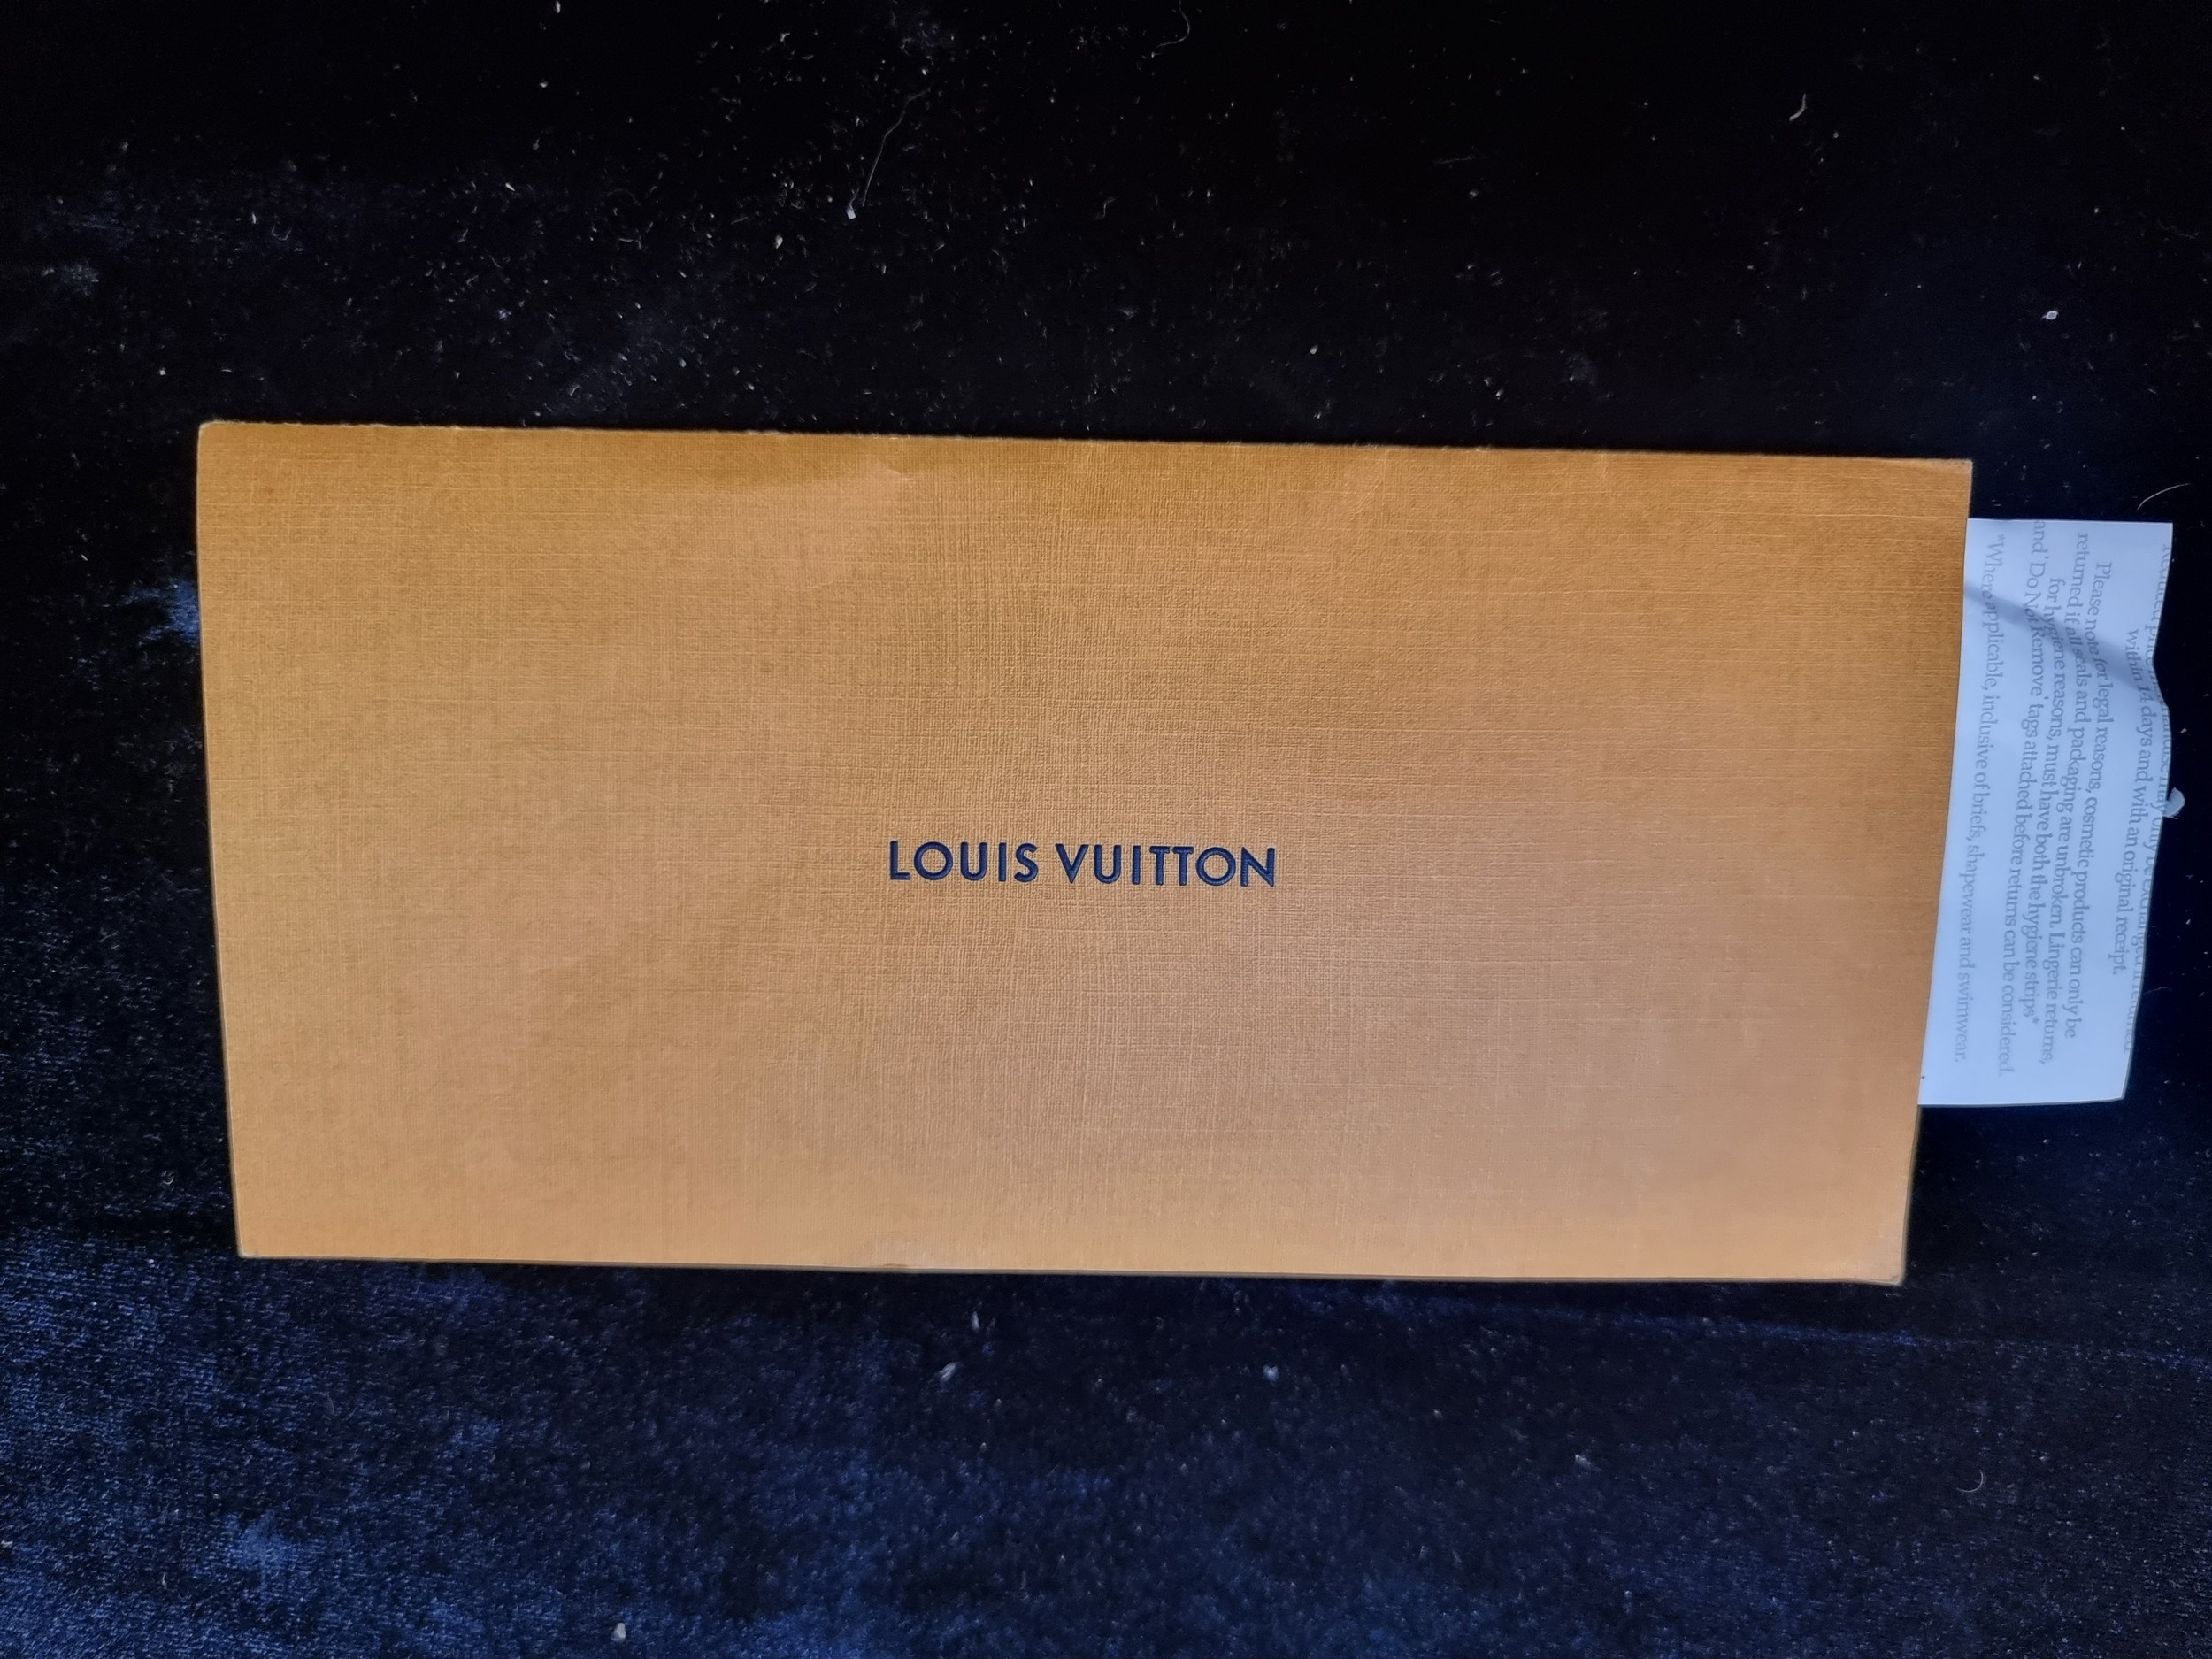 LOUIS VUITTON
within 14 days and with an original receipt.
Please note for legal reasons, cosmetic products can only be
returned if all seals and packaging are unbroken. Lingerie returns,
for hygiene reasons, must have both the hygiene strips*
and 'Do Not Remove' tags attached before returns can be considered.
*Where applicable, inclusive of briefs, shapewear and swimwear.